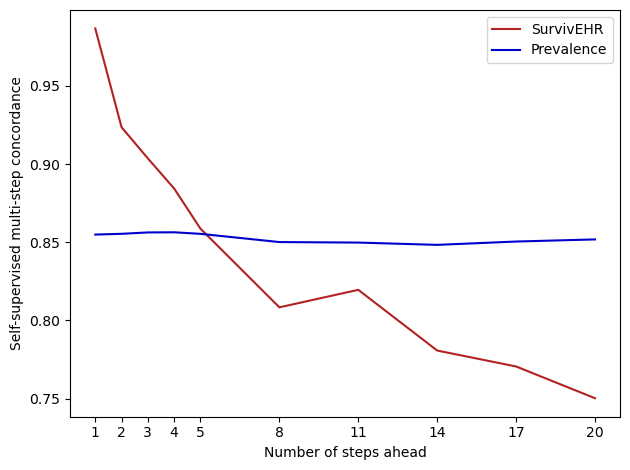 SurvivEHR
Prevalence
0.95
0.90
0.85
0.80
0.75
Self-supervised multi-step concordance
1 2 3 4 5 8 11 14 17 20
Number of steps ahead